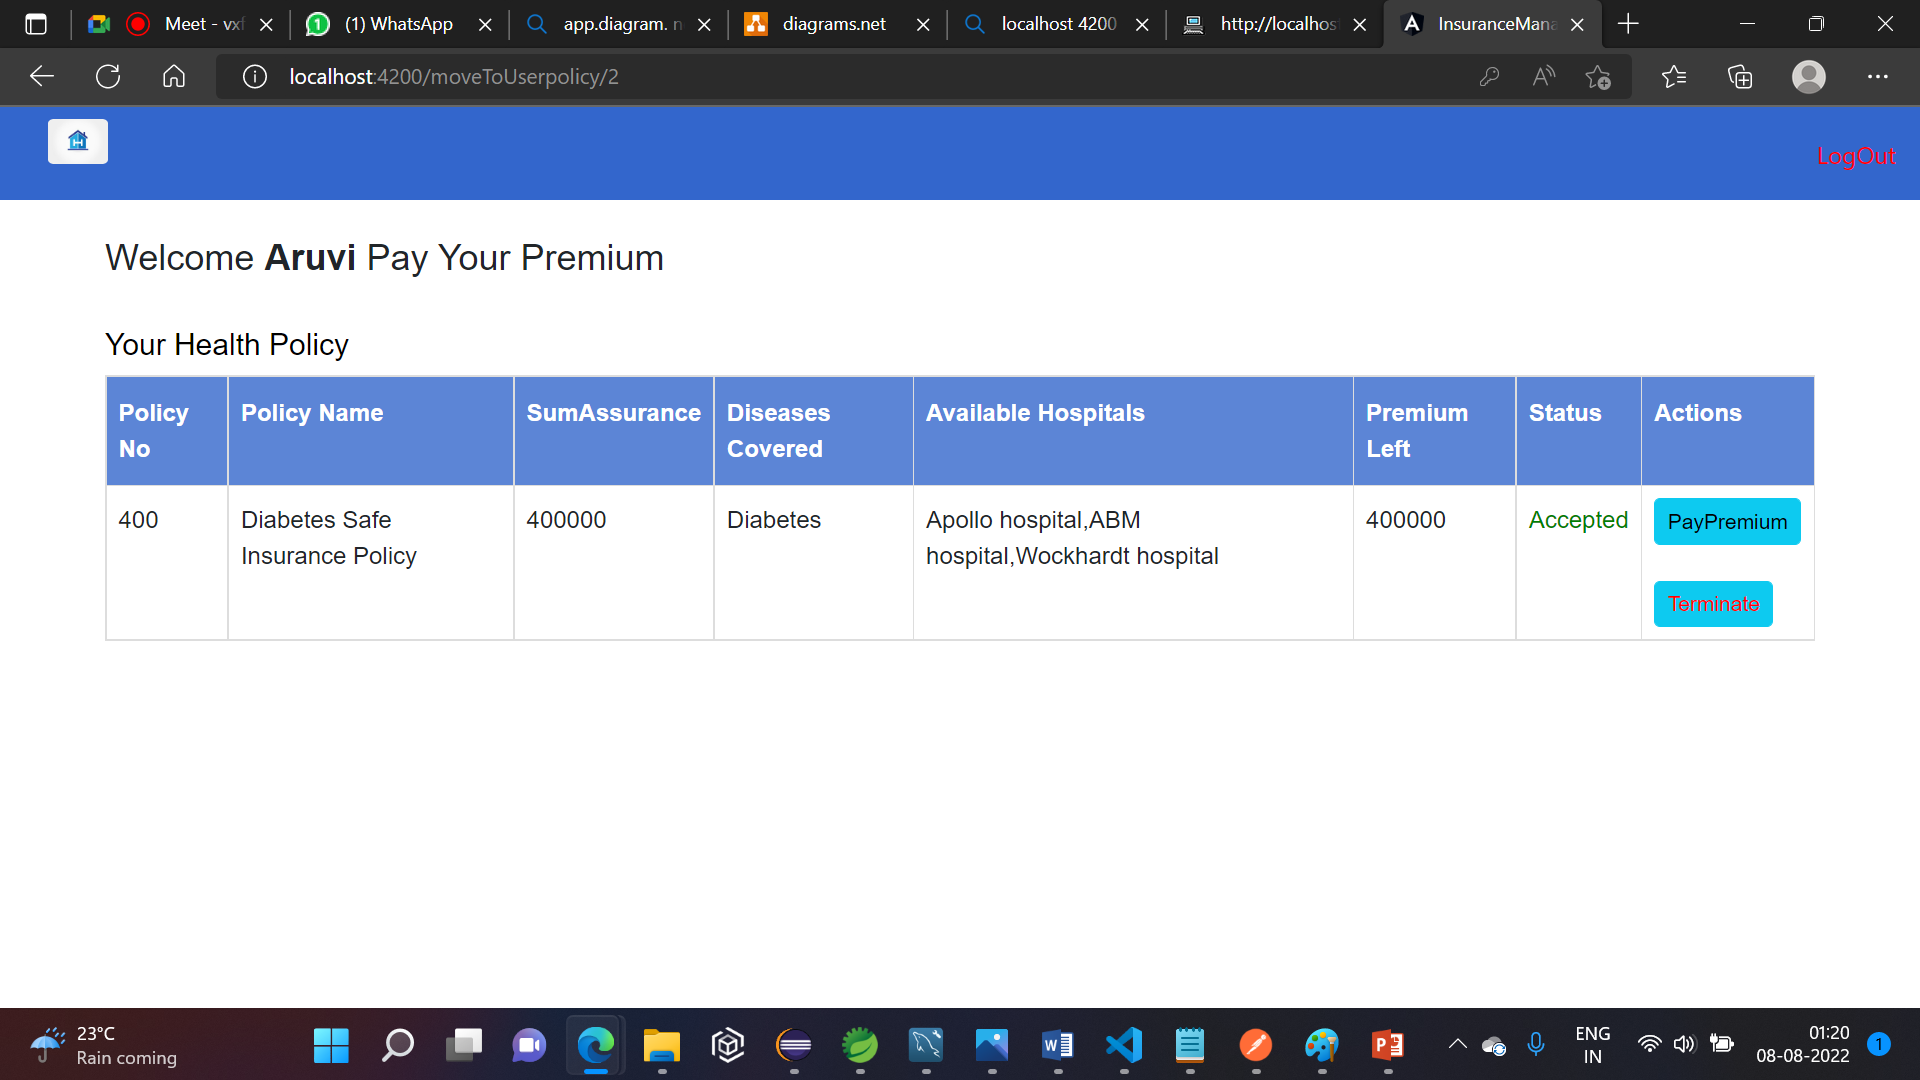 Meet - vxf
(1) WhatsApp
app.diagram. n
diagrams.net
localhost 4200
http://localhos
InsuranceMana
localhost:4200/moveToUserpolicy/2
LogOut
Welcome Aruvi Pay Your Premium
Your Health Policy
Policy No
Policy Name
SumAssurance
Diseases Covered
Available Hospitals
Premium Left
Status
Actions
400
Diabetes Safe
Insurance Policy
400000
Diabetes
Apollo hospital,ABM
hospital,Wockhardt hospital
400000
Accepted
PayPremium
Terminate
23°C
Rain coming
ENG
IN
01:20
08-08-2022
1